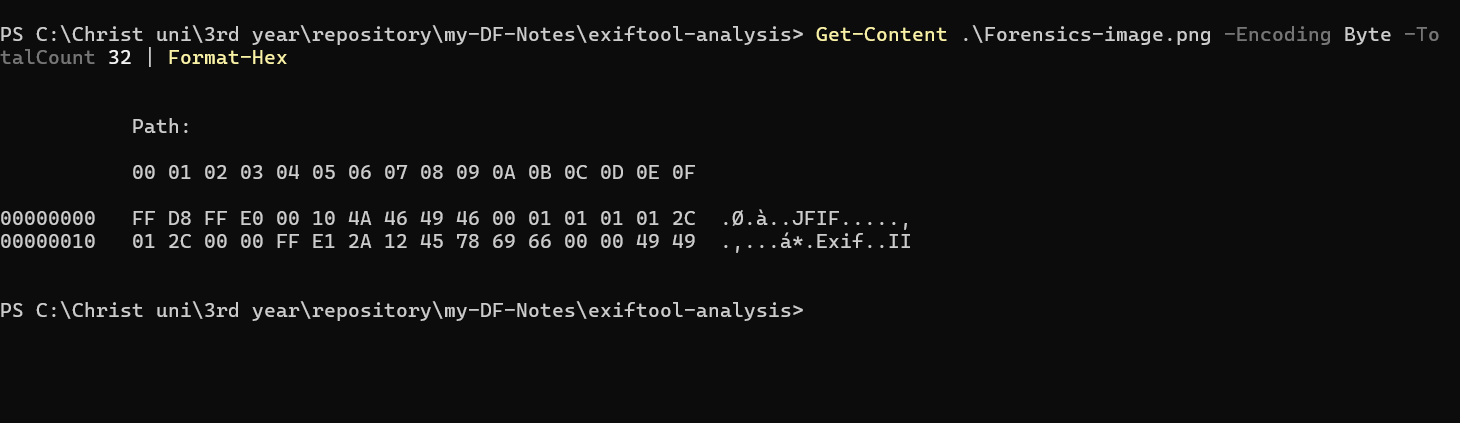 PS C:\Christ uni\3rd year\repository\my-DF-Notes\exiftool-analysis> Get-Content .\Forensics-image.png -Encoding Byte -To
talCount 32 | Format-Hex
Path:
00 01 02 03 04 05 06 07 08 09 0A 0B 0C 0D 0E 0F
00000000   FF D8 FF E0 00 10 4A 46 49 46 00 01 01 01 01 2C  .Ø.à..JFIF.....,
00000010   01 2C 00 00 FF E1 2A 12 45 78 69 66 00 00 49 49  .,...á*.Exif..II
PS C:\Christ uni\3rd year\repository\my-DF-Notes\exiftool-analysis>